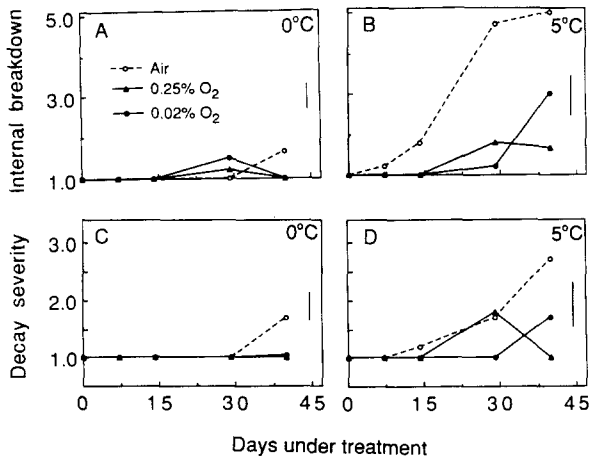 Internal breakdown
5.0
3.0
1.0
A
0°C
Air
0.25% O2
0.02% O2
B
5°C
Decay severity
3.0
2.0
1.0
C
0°C
D
5°C
0 15 30 45
0 15 30 45
Days under treatment